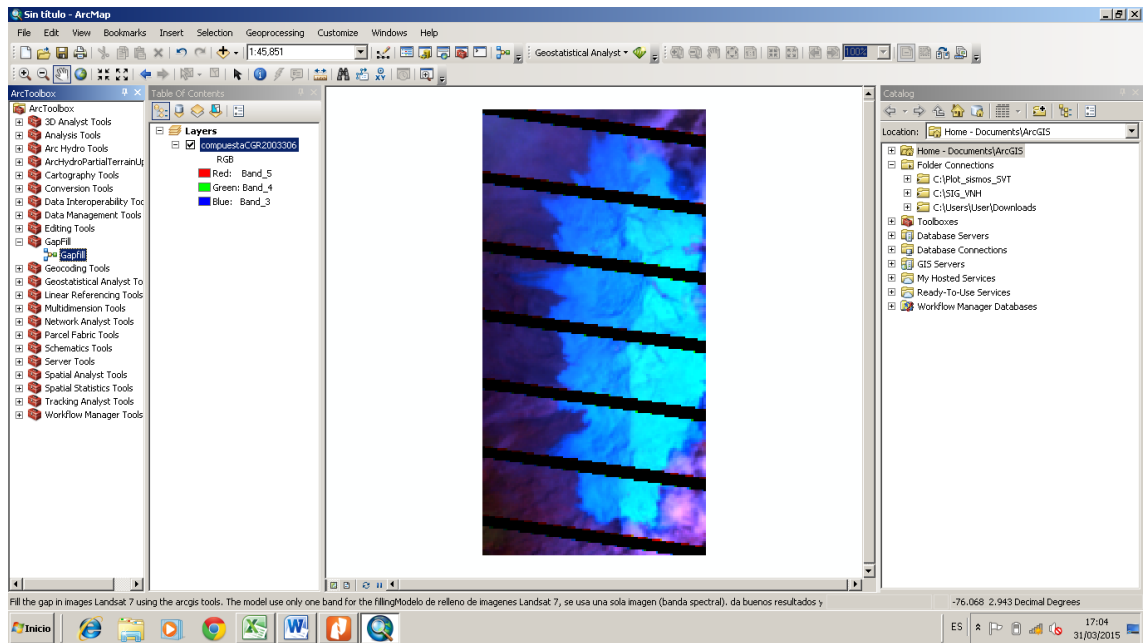 Sin título - ArcMap
File Edit View Bookmarks Insert Selection Geoprocessing Customize Windows Help
1:45,851
Geostatistical Analyst
100%
ArcToolbox
ArcToolbox
3D Analyst Tools
Analysis Tools
Arc Hydro Tools
ArcHydroPartialTerrainU
Cartography Tools
Conversion Tools
Data Interoperability Too
Data Management Tools
Editing Tools
GapFill
Gapfill
Geocoding Tools
Geostatistical Analyst To
Linear Referencing Tools
Multidimension Tools
Network Analyst Tools
Parcel Fabric Tools
Schematics Tools
Server Tools
Spatial Analyst Tools
Spatial Statistics Tools
Tracking Analyst Tools
Workflow Manager Tools
Table Of Contents
Layers
compuestaCGR2003306
RGB
Red: Band_5
Green: Band_4
Blue: Band_3
Catalog
Location: Home - Documents\ArcGIS
Home - Documents\ArcGIS
Folder Connections
C:\Plot_sismos_SVT
C:\SIG_VNH
C:\Users\User\Downloads
Toolboxes
Database Servers
Database Connections
GIS Servers
My Hosted Services
Ready-To-Use Services
Workflow Manager Databases
Fill the gap in images Landsat 7 using the arcgis tools. The model use only one band for the fillingModelo de relleno de imagenes Landsat 7, se usa una sola imagen (banda spectral). da buenos resultados y
-76.068 2.943 Decimal Degrees
Inicio
ES
17:04
31/03/2015